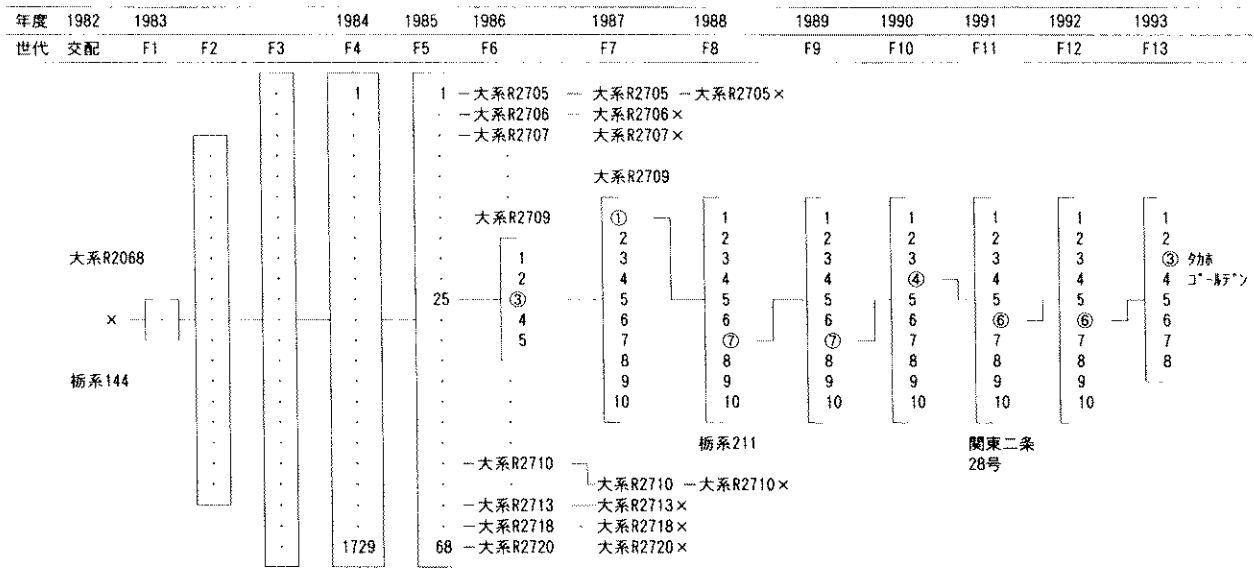 年度 1982 1983 1984 1985 1986 1987 1988 1989 1990 1991 1992 1993
世代 交配 F1 F2 F3 F4 F5 F6 F7 F8 F9 F10 F11 F12 F13
1 1 －大系R2705 － 大系R2705 －大系R2705×
－大系R2706 － 大系R2706×
－大系R2707 大系R2707×
大系R2709
大系R2709 ① 1 1 1 1 1 1
2 2 2 2 2 2 2
大系R2068 1 3 3 3 3 3 3 ③ タカホ
2 4 4 4 ④ 4 4 4 ゴールデン
25 ③ 5 5 5 5 5 5 5
× 4 6 6 6 6 ⑥ ⑥ 6
5 7 ⑦ ⑦ 7 7 7 7
8 8 8 8 8 8 8
栃系144 9 9 9 9 9 9
10 10 10 10 10 10
栃系211 関東二条
28号
－大系R2710
大系R2710 －大系R2710×
－大系R2713 －大系R2713×
－大系R2718 大系R2718×
1729 68 －大系R2720 大系R2720×